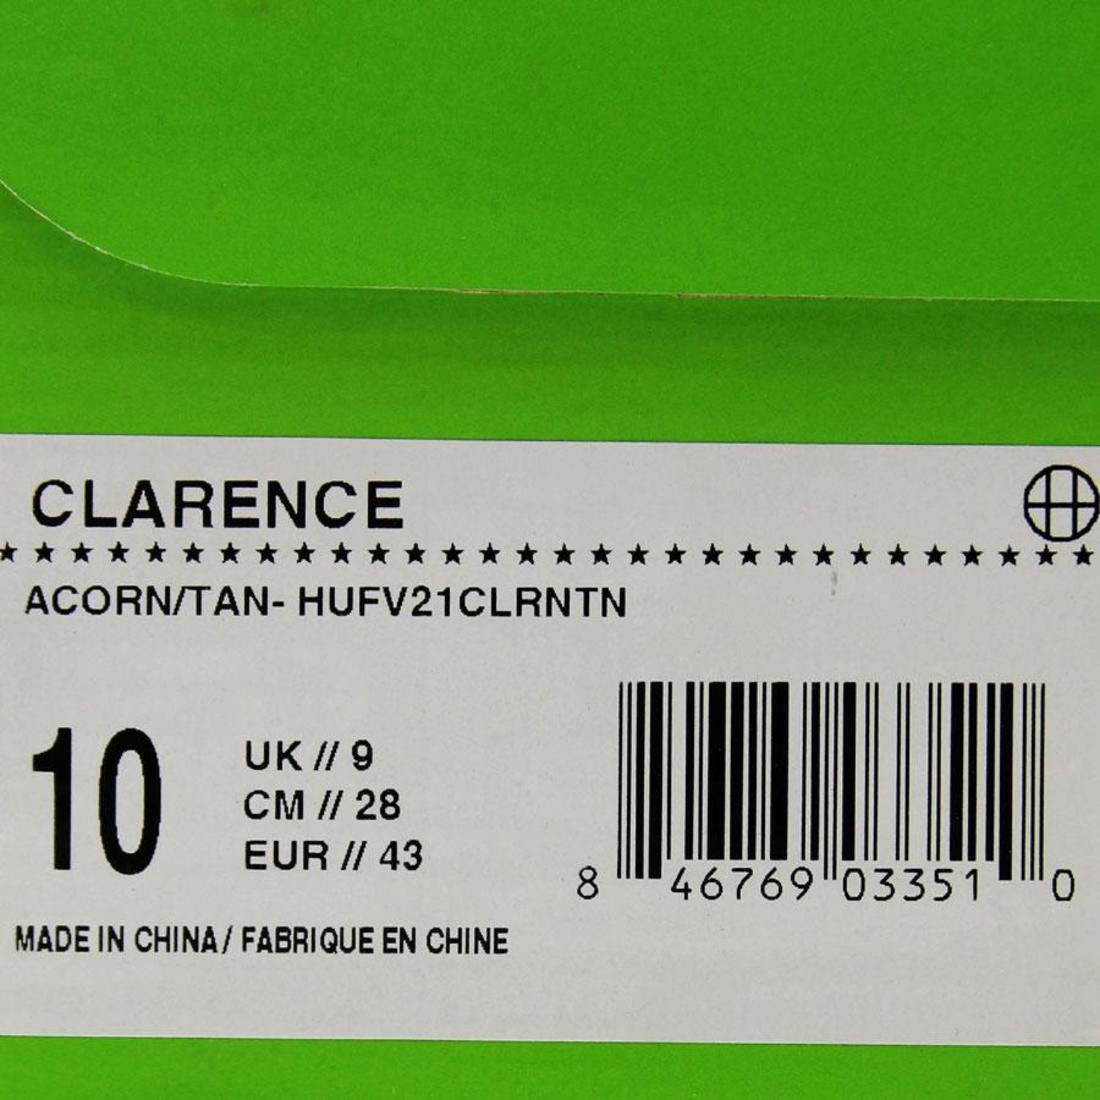 CLARENCE
ACORN/TAN- HUFV21CLRNTN
10
UK // 9
CM // 28
EUR // 43
8 46769 03351 0
MADE IN CHINA/ FABRIQUE EN CHINE